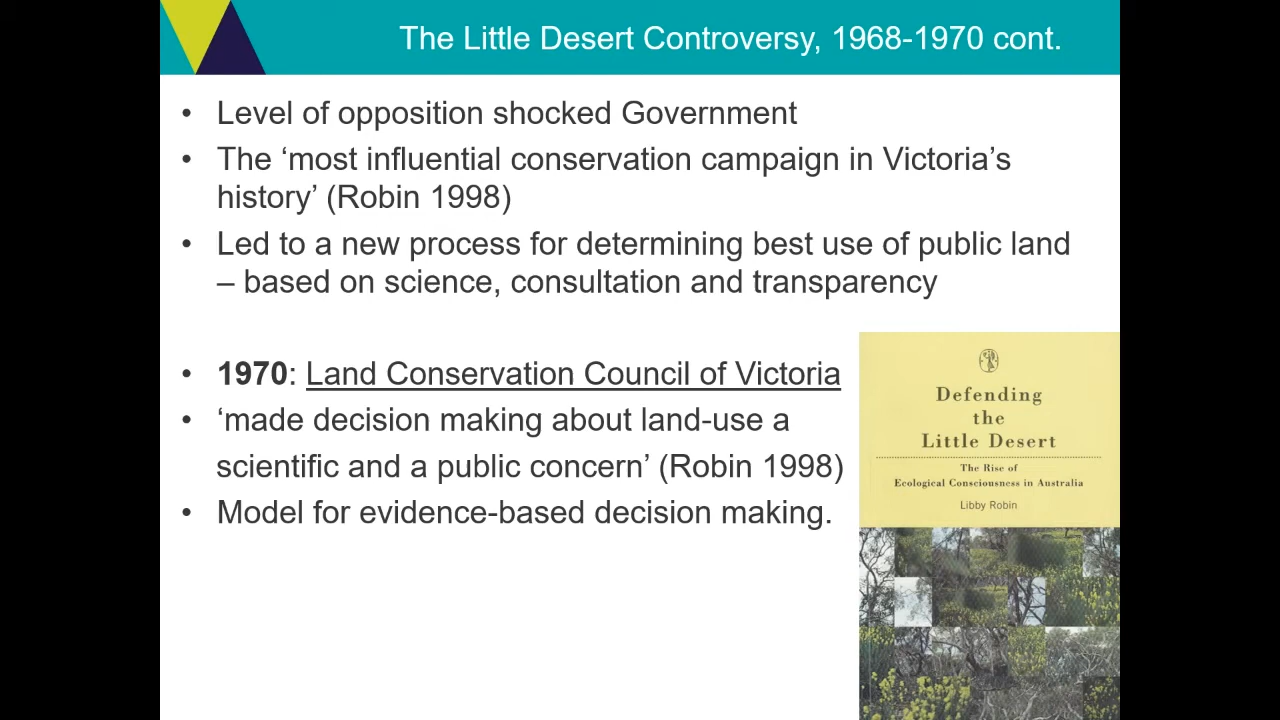 The Little Desert Controversy, 1968-1970 cont.
• Level of opposition shocked Government
• The ‘most influential conservation campaign in Victoria’s
history’ (Robin 1998)
• Led to a new process for determining best use of public land
– based on science, consultation and transparency
• 1970: Land Conservation Council of Victoria
• ‘made decision making about land-use a
scientific and a public concern’ (Robin 1998)
• Model for evidence-based decision making.
Defending
the
Little Desert
The Rise of
Ecological Consciousness in Australia
Libby Robin